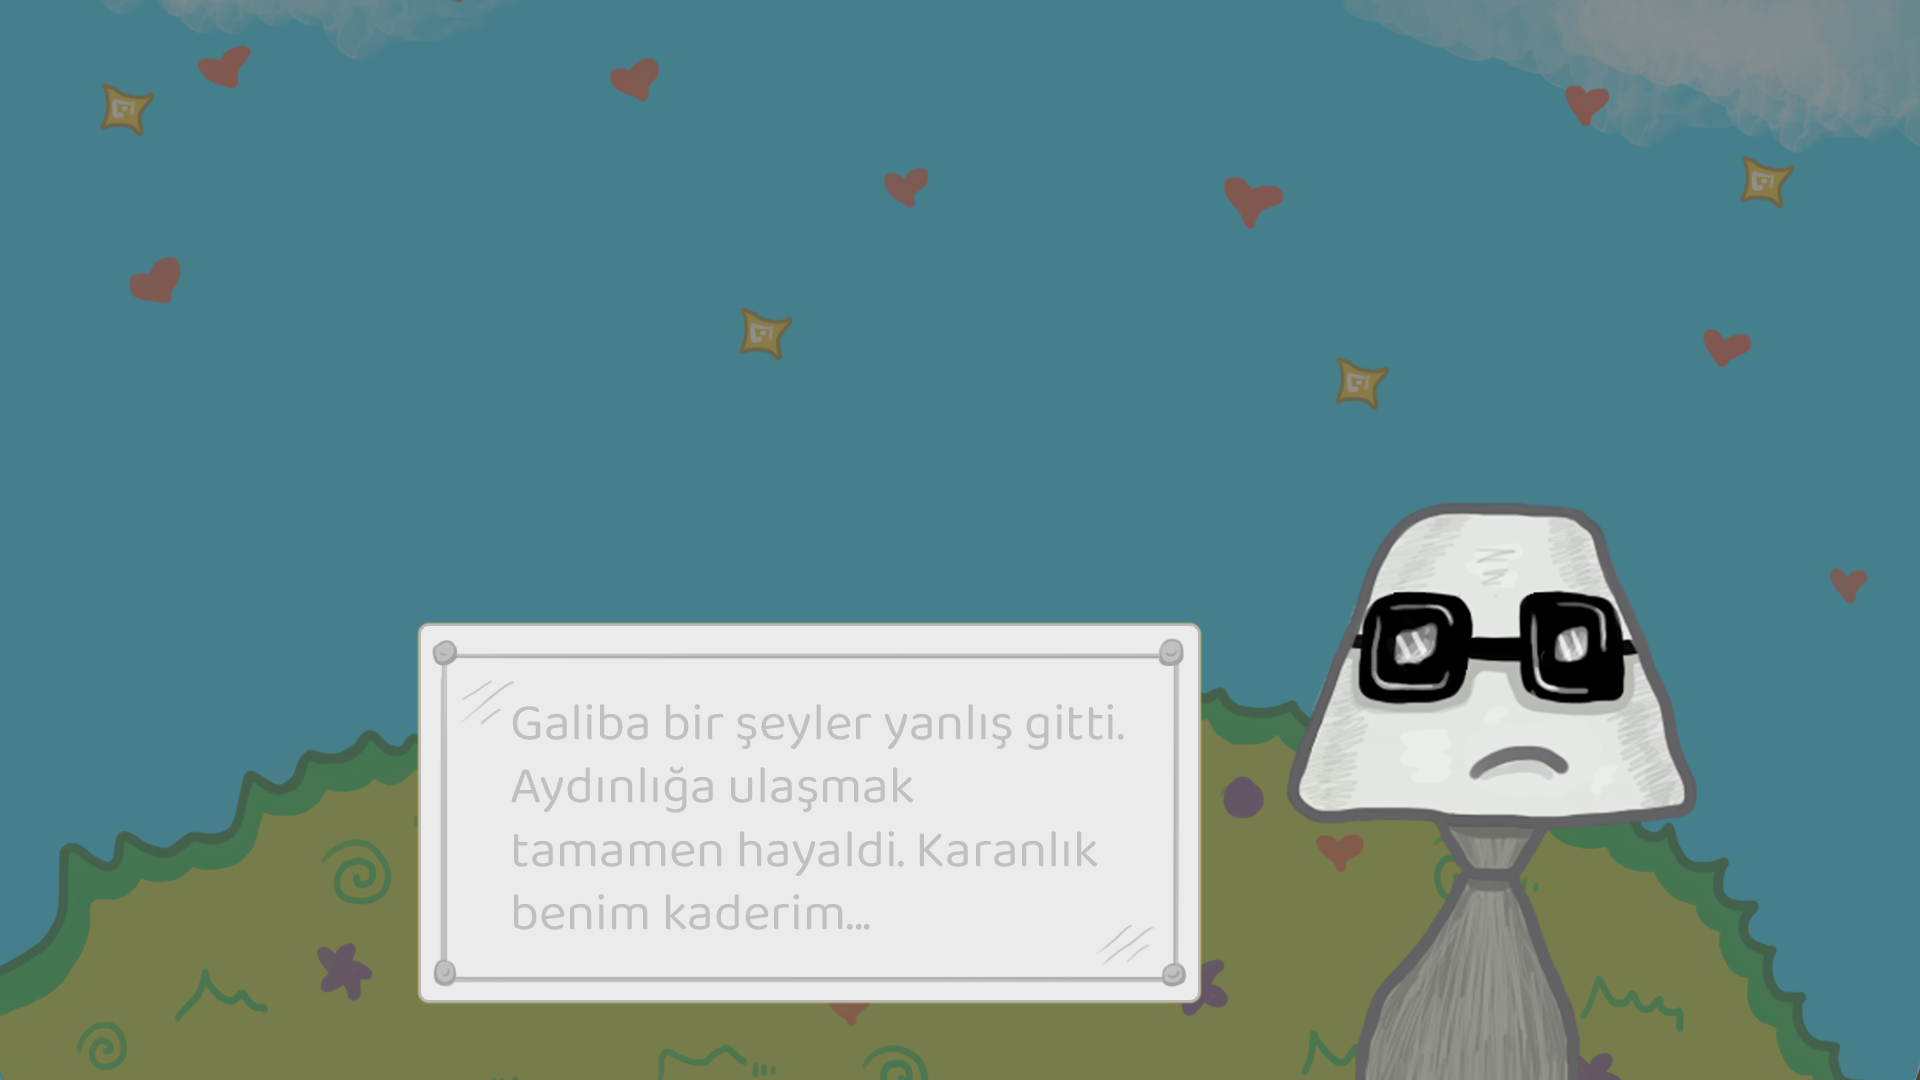 Galiba bir şeyler yanlış gitti.
Aydınlığa ulaşmak
tamamen hayaldi. Karanlık
benim kaderim...